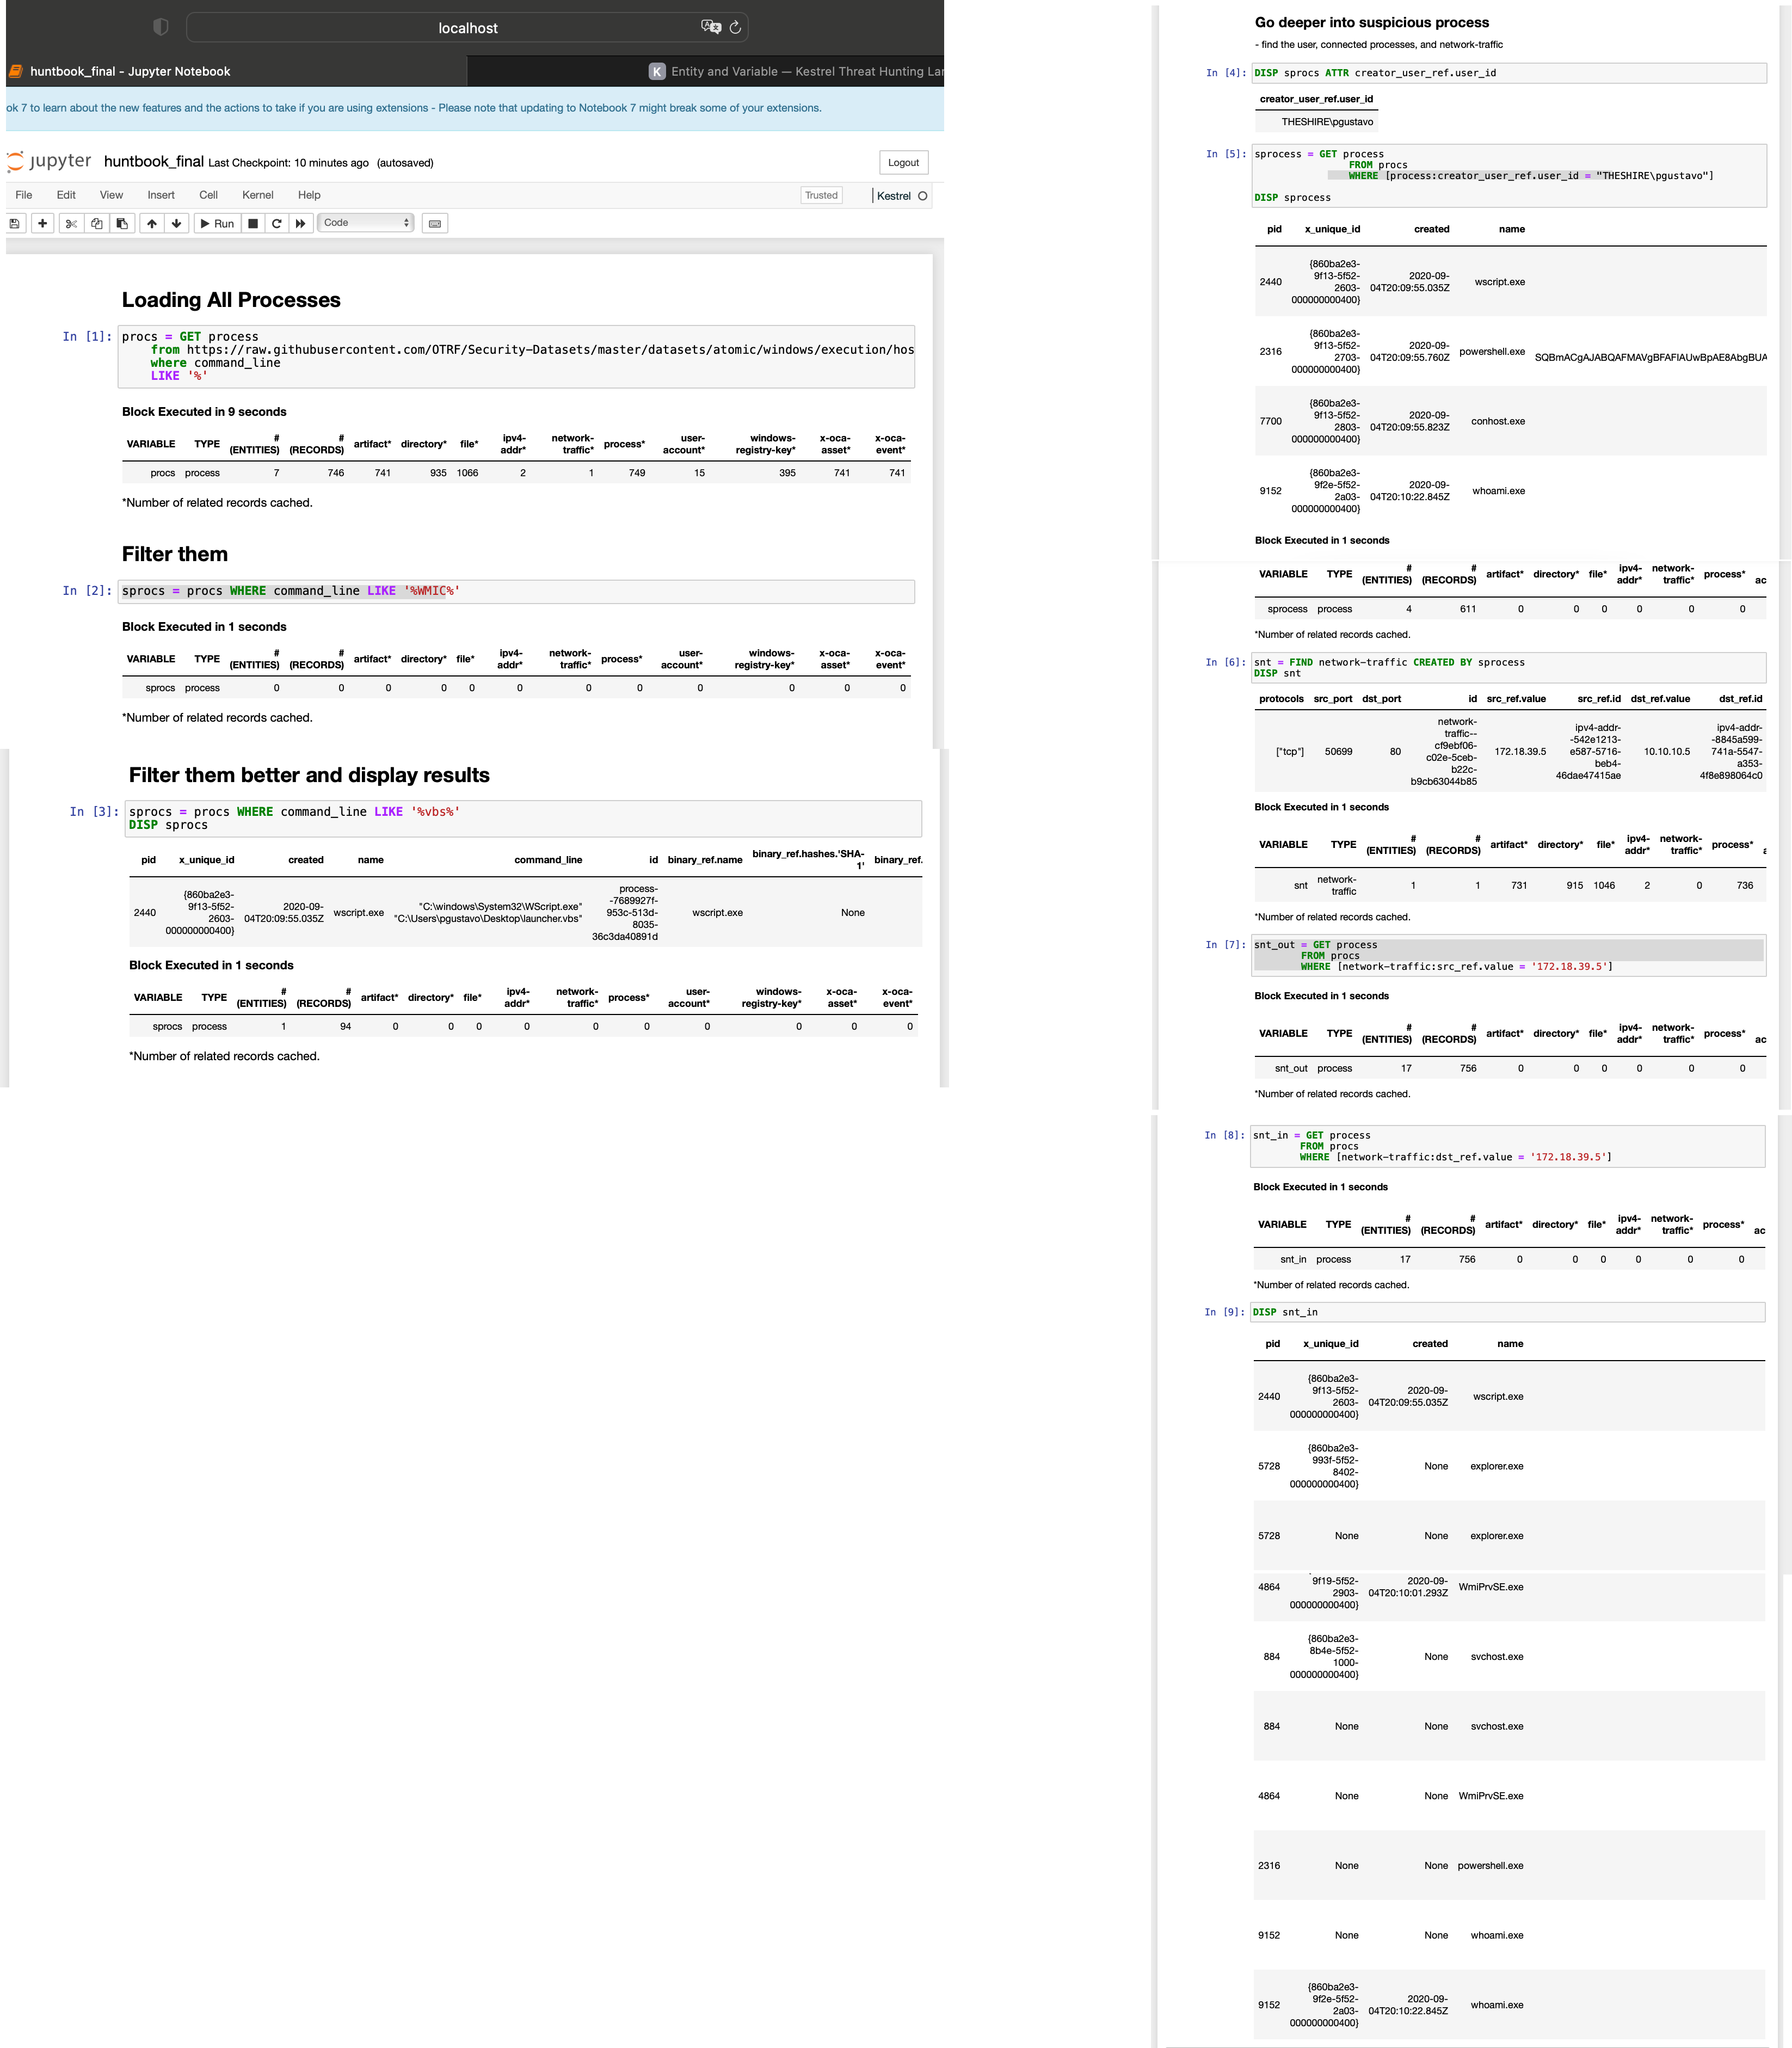 localhost
huntbook_final - Jupyter Notebook
K Entity and Variable — Kestrel Threat Hunting Lar
ok 7 to learn about the new features and the actions to take if you are using extensions - Please note that updating to Notebook 7 might break some of your extensions.
jupyter huntbook_final Last Checkpoint: 10 minutes ago (autosaved)
Logout
File Edit View Insert Cell Kernel Help
Trusted
Kestrel
Run
Code
Loading All Processes
In [1]: procs = GET process
from https://raw.githubusercontent.com/OTRF/Security-Datasets/master/datasets/atomic/windows/execution/hos
where command_line
LIKE '%'
Block Executed in 9 seconds
VARIABLE TYPE # (ENTITIES) # (RECORDS) artifact* directory* file* ipv4-addr* network-traffic* process* user-account* windows-registry-key* x-oca-asset* x-oca-event*
procs process 7 746 741 935 1066 2 1 749 15 395 741 741
*Number of related records cached.
Filter them
In [2]: sprocs = procs WHERE command_line LIKE '%WMIC%'
Block Executed in 1 seconds
VARIABLE TYPE # (ENTITIES) # (RECORDS) artifact* directory* file* ipv4-addr* network-traffic* process* user-account* windows-registry-key* x-oca-asset* x-oca-event*
sprocs process 0 0 0 0 0 0 0 0 0 0 0 0
*Number of related records cached.
Filter them better and display results
In [3]: sprocs = procs WHERE command_line LIKE '%vbs%'
DISP sprocs
pid x_unique_id created name command_line id binary_ref.name binary_ref.hashes.'SHA-1' binary_ref.
2440 {860ba2e3-9f13-5f52-2603-000000000400} 2020-09-04T20:09:55.035Z wscript.exe "C:\windows\System32\WScript.exe" "C:\Users\pgustavo\Desktop\launcher.vbs" process--7689927f-953c-513d-8035-36c3da40891d wscript.exe None
Block Executed in 1 seconds
VARIABLE TYPE # (ENTITIES) # (RECORDS) artifact* directory* file* ipv4-addr* network-traffic* process* user-account* windows-registry-key* x-oca-asset* x-oca-event*
sprocs process 1 94 0 0 0 0 0 0 0 0 0 0
*Number of related records cached.
Go deeper into suspicious process
- find the user, connected processes, and network-traffic
In [4]: DISP sprocs ATTR creator_user_ref.user_id
creator_user_ref.user_id
THESHIRE\pgustavo
In [5]: sprocess = GET process
FROM procs
WHERE [process:creator_user_ref.user_id = "THESHIRE\pgustavo"]
DISP sprocess
pid x_unique_id created name
2440 {860ba2e3-9f13-5f52-2603-000000000400} 2020-09-04T20:09:55.035Z wscript.exe
2316 {860ba2e3-9f13-5f52-2703-000000000400} 2020-09-04T20:09:55.760Z powershell.exe SQBmACgAJABQAFMAVgBFAFIAUwBpAE8AbgBUA
7700 {860ba2e3-9f13-5f52-2803-000000000400} 2020-09-04T20:09:55.823Z conhost.exe
9152 {860ba2e3-9f2e-5f52-2a03-000000000400} 2020-09-04T20:10:22.845Z whoami.exe
Block Executed in 1 seconds
VARIABLE TYPE # (ENTITIES) # (RECORDS) artifact* directory* file* ipv4-addr* network-traffic* process* ac
sprocess process 4 611 0 0 0 0 0 0
*Number of related records cached.
In [6]: snt = FIND network-traffic CREATED BY sprocess
DISP snt
protocols src_port dst_port id src_ref.value src_ref.id dst_ref.value dst_ref.id
["tcp"] 50699 80 network-traffic--cf9ebf06-c02e-5ceb-b22c-b9cb63044b85 172.18.39.5 ipv4-addr--542e1213-e587-5716-beb4-46dae47415ae 10.10.10.5 ipv4-addr--8845a599-741a-5547-a353-4f8e898064c0
Block Executed in 1 seconds
VARIABLE TYPE # (ENTITIES) # (RECORDS) artifact* directory* file* ipv4-addr* network-traffic* process*
snt network-traffic 1 1 731 915 1046 2 0 736
*Number of related records cached.
In [7]: snt_out = GET process
FROM procs
WHERE [network-traffic:src_ref.value = '172.18.39.5']
Block Executed in 1 seconds
VARIABLE TYPE # (ENTITIES) # (RECORDS) artifact* directory* file* ipv4-addr* network-traffic* process* ac
snt_out process 17 756 0 0 0 0 0 0
*Number of related records cached.
In [8]: snt_in = GET process
FROM procs
WHERE [network-traffic:dst_ref.value = '172.18.39.5']
Block Executed in 1 seconds
VARIABLE TYPE # (ENTITIES) # (RECORDS) artifact* directory* file* ipv4-addr* network-traffic* process* ac
snt_in process 17 756 0 0 0 0 0 0
*Number of related records cached.
In [9]: DISP snt_in
pid x_unique_id created name
2440 {860ba2e3-9f13-5f52-2603-000000000400} 2020-09-04T20:09:55.035Z wscript.exe
5728 {860ba2e3-993f-5f52-8402-000000000400} None explorer.exe
5728 None None explorer.exe
4864 9f19-5f52-2903-000000000400} 2020-09-04T20:10:01.293Z WmiPrvSE.exe
884 {860ba2e3-8b4e-5f52-1000-000000000400} None svchost.exe
884 None None svchost.exe
4864 None None WmiPrvSE.exe
2316 None None powershell.exe
9152 None None whoami.exe
9152 {860ba2e3-9f2e-5f52-2a03-000000000400} 2020-09-04T20:10:22.845Z whoami.exe